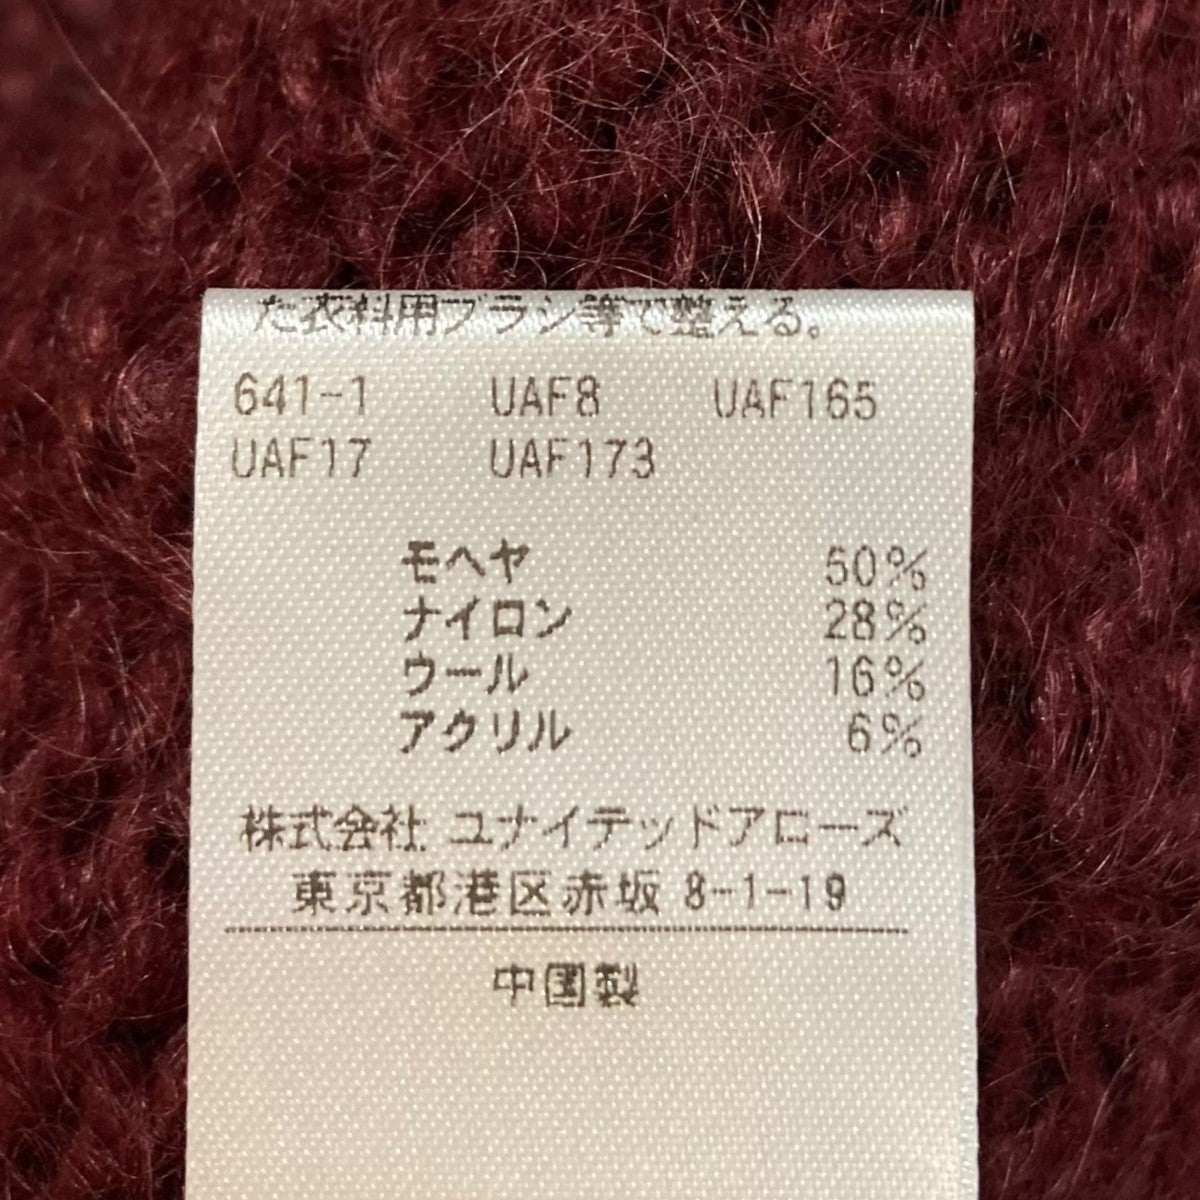 た衣料用ブラシ等で整える。
641-1 UAF8 UAF165
UAF17 UAF173
モヘヤ 50%
ナイロン 28%
ウール 16%
アクリル 6%
株式会社 ユナイテッドアローズ
東京都港区赤坂 8-1-19
中国製